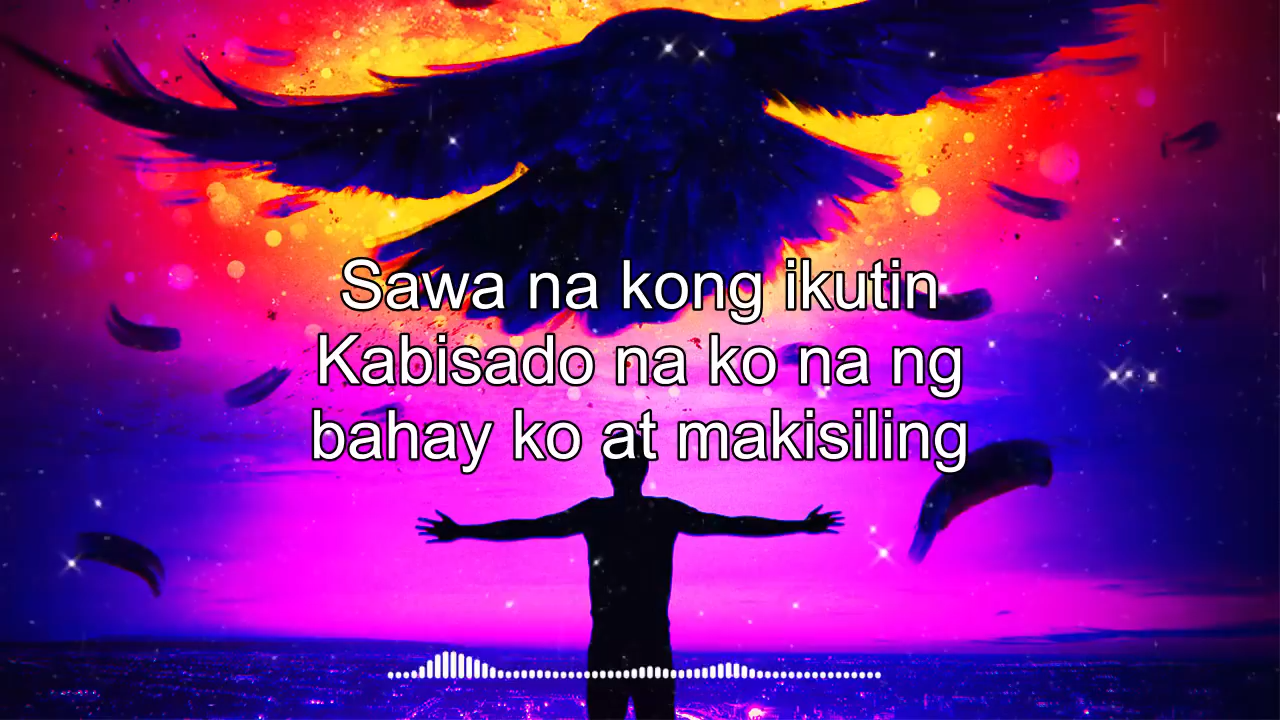 Sawa na kong ikutin
Kabisado na ko na ng
bahay ko at makisiling